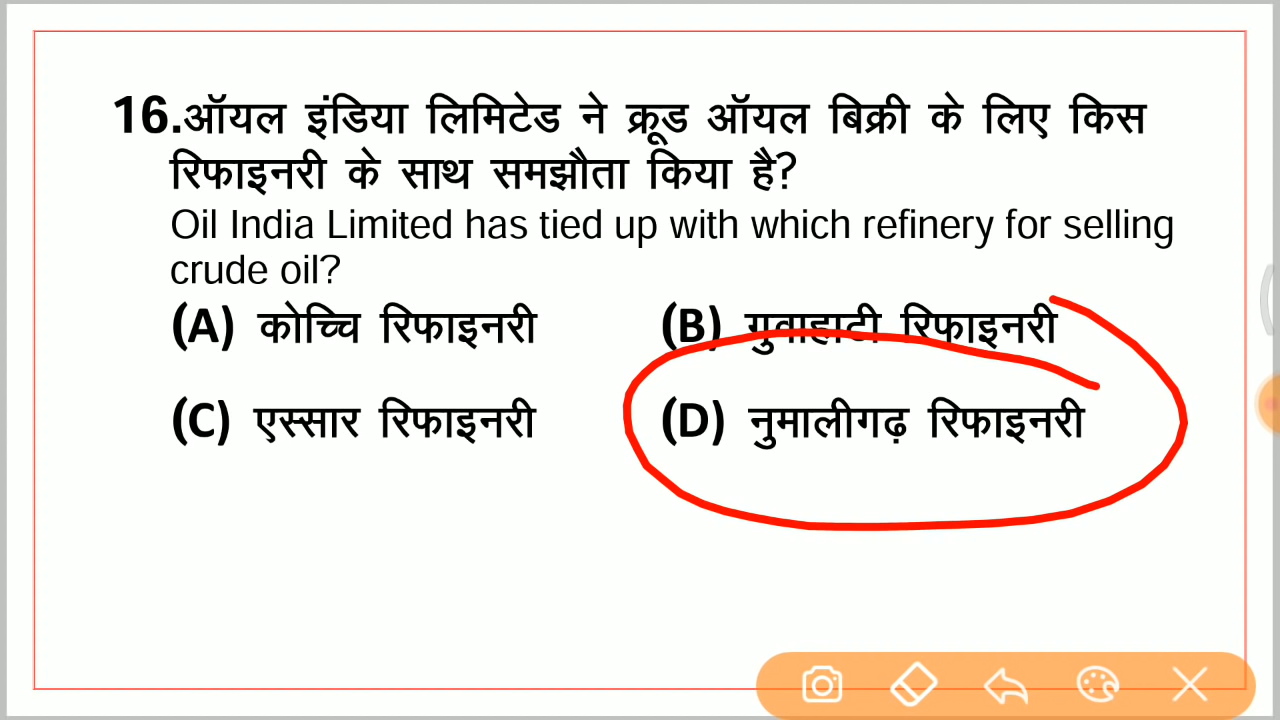 16.ऑयल इंडिया लिमिटेड ने क्रूड ऑयल बिक्री के लिए किस
रिफाइनरी के साथ समझौता किया है?
Oil India Limited has tied up with which refinery for selling
crude oil?
(A) कोच्चि रिफाइनरी (B) गुवाहाटी रिफाइनरी
(C) एस्सार रिफाइनरी (D) नुमालीगढ़ रिफाइनरी